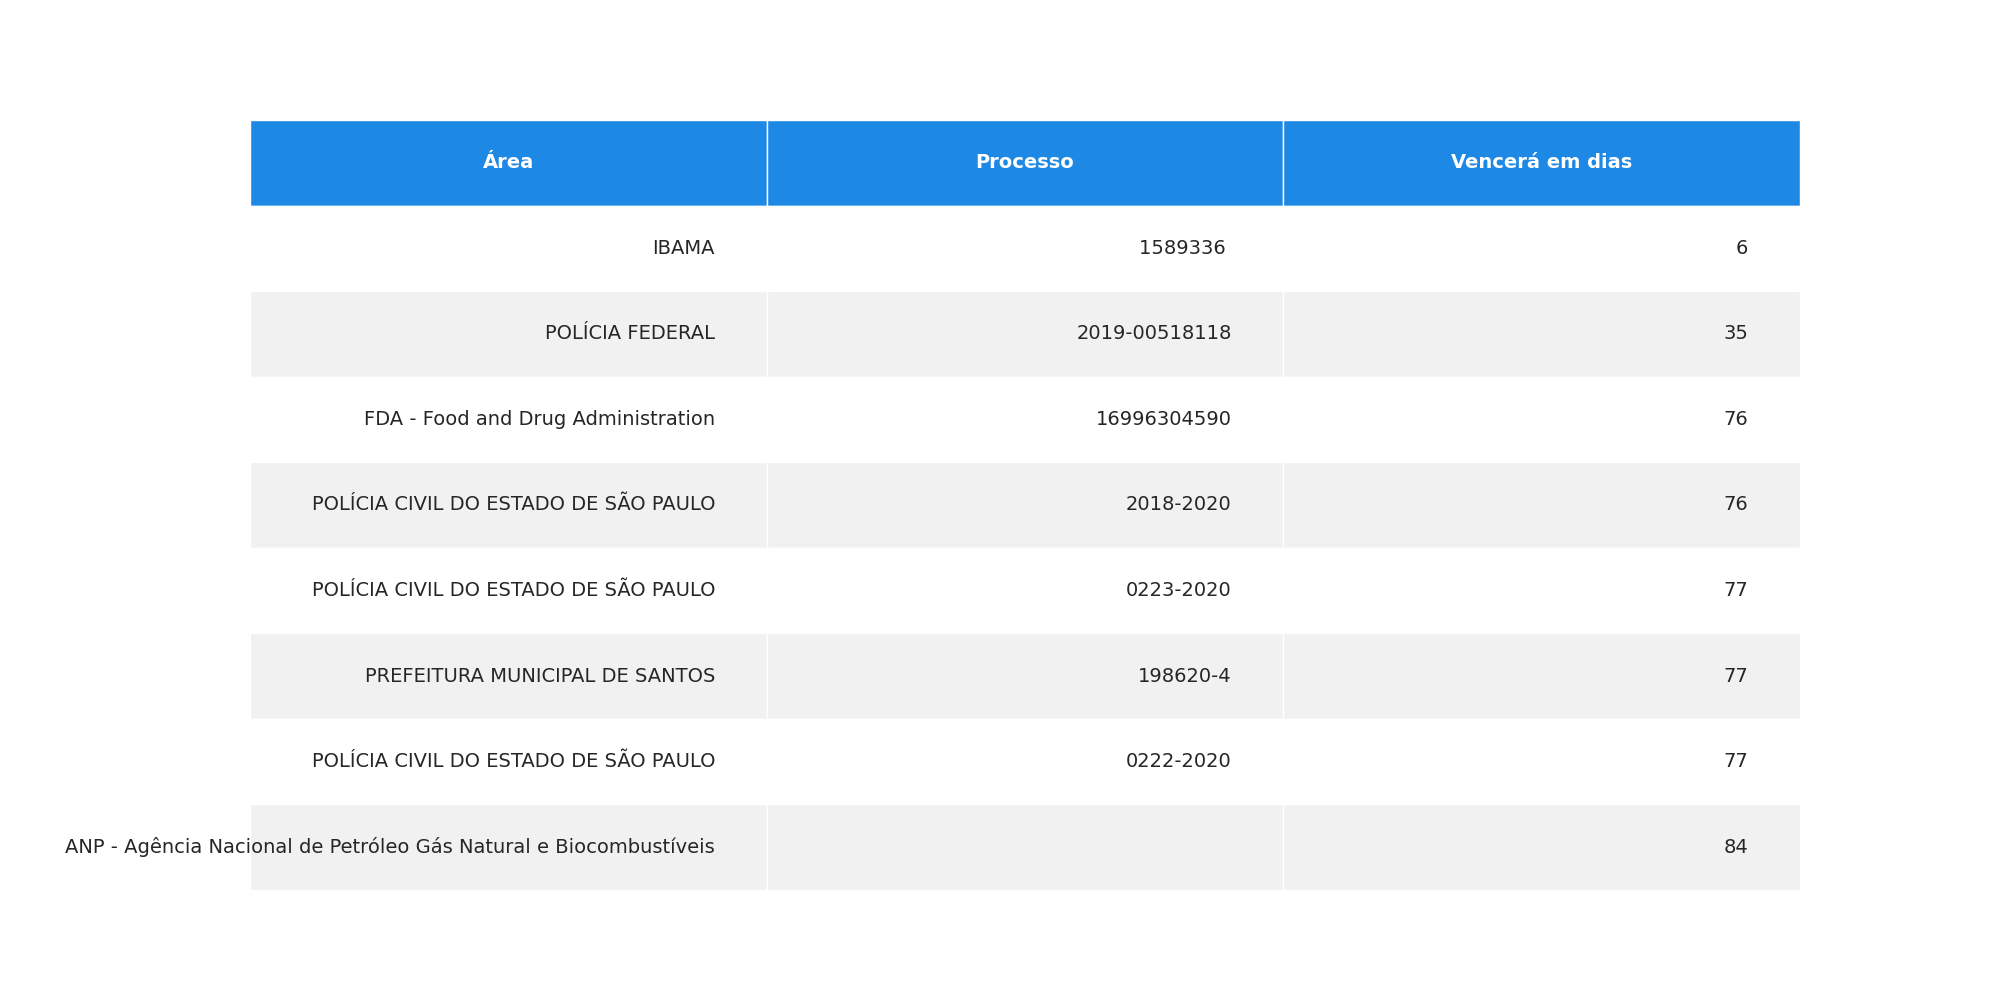 Área Processo Vencerá em dias
IBAMA 1589336 6
POLÍCIA FEDERAL 2019-00518118 35
FDA - Food and Drug Administration 16996304590 76
POLÍCIA CIVIL DO ESTADO DE SÃO PAULO 2018-2020 76
POLÍCIA CIVIL DO ESTADO DE SÃO PAULO 0223-2020 77
PREFEITURA MUNICIPAL DE SANTOS 198620-4 77
POLÍCIA CIVIL DO ESTADO DE SÃO PAULO 0222-2020 77
ANP - Agência Nacional de Petróleo Gás Natural e Biocombustíveis 84